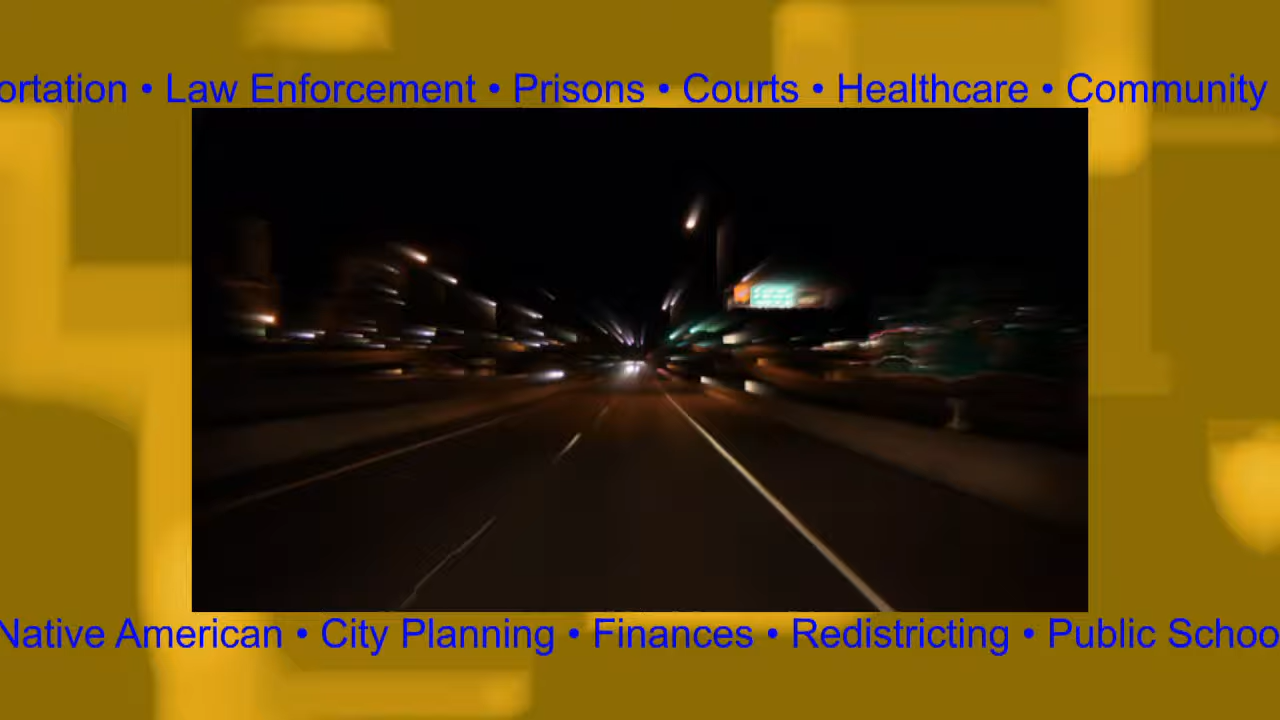 ortation • Law Enforcement • Prisons • Courts • Healthcare • Community
Native American • City Planning • Finances • Redistricting • Public Schoo